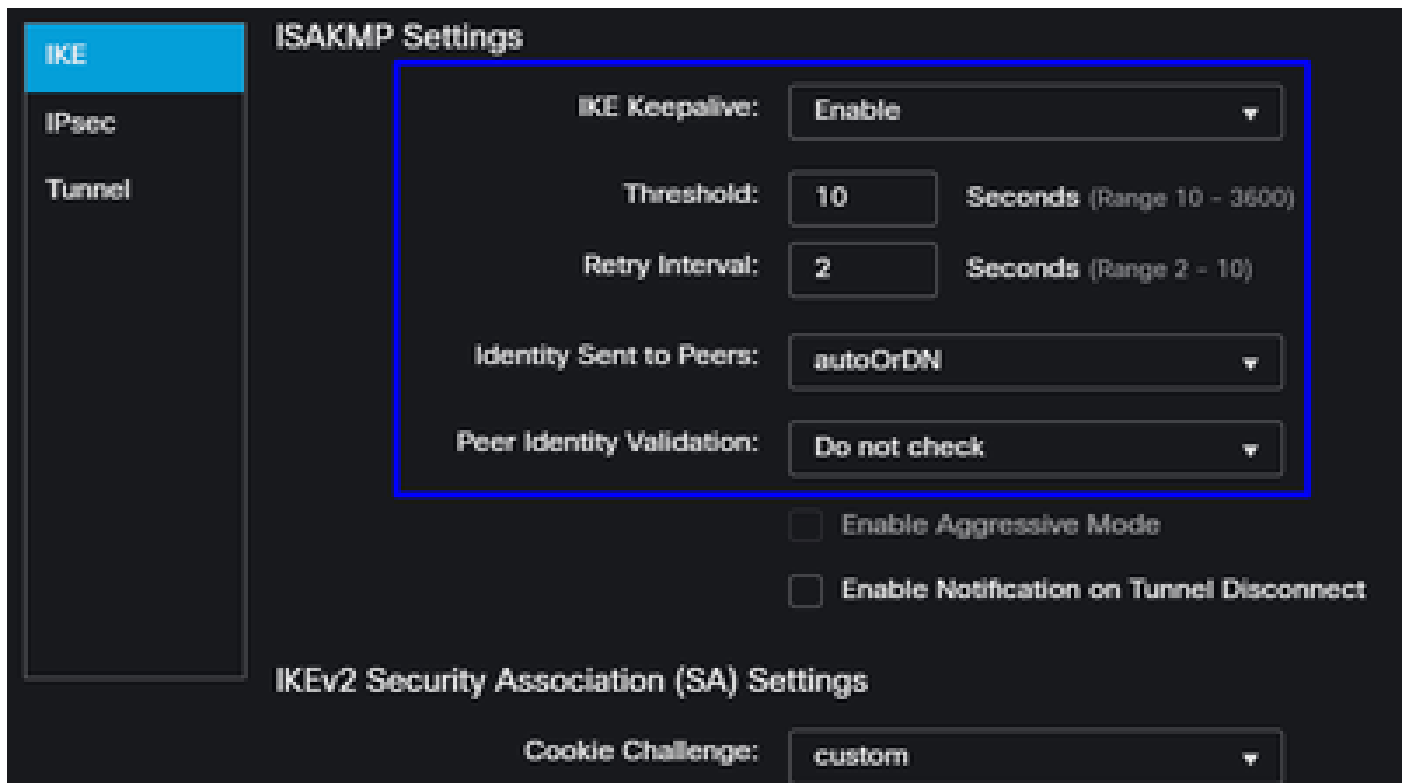 IKE
IPsec
Tunnel
ISAKMP Settings
IKE Keepalive: Enable
Threshold: 10 Seconds (Range 10 - 3600)
Retry Interval: 2 Seconds (Range 2 - 10)
Identity Sent to Peers: autoOrDN
Peer Identity Validation: Do not check
Enable Aggressive Mode
Enable Notification on Tunnel Disconnect
IKEv2 Security Association (SA) Settings
Cookie Challenge: custom